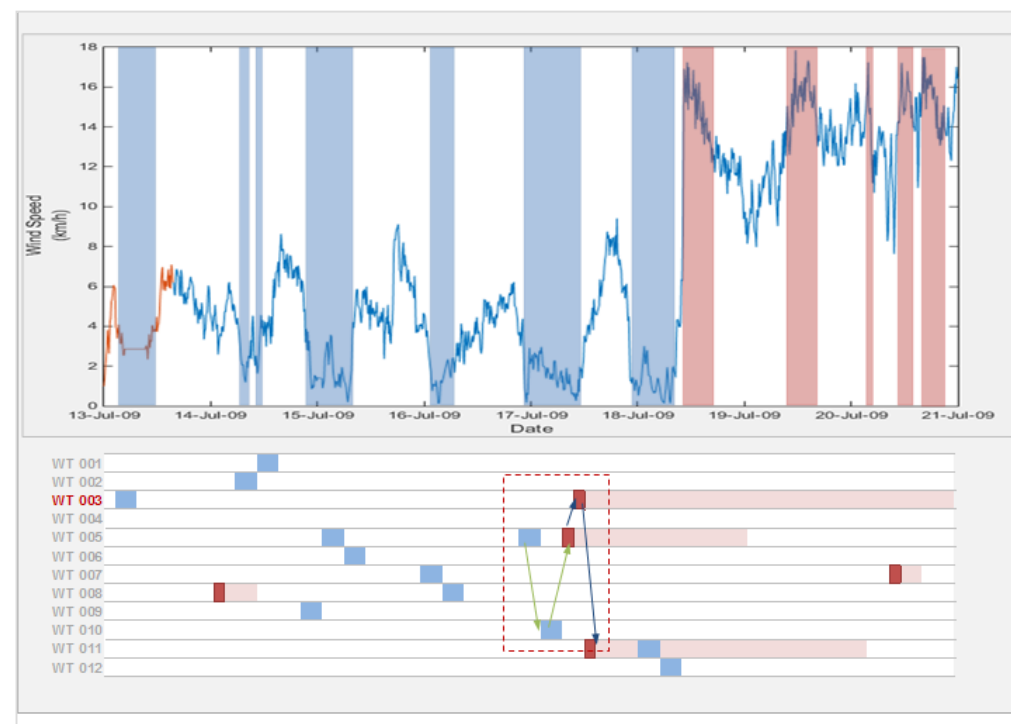 18
16
14
12
10
8
6
4
2
0
Wind Speed
(km/h)
13-Jul-09 14-Jul-09 15-Jul-09 16-Jul-09 17-Jul-09 18-Jul-09 19-Jul-09 20-Jul-09 21-Jul-09
Date
WT 001
WT 002
WT 003
WT 004
WT 005
WT 006
WT 007
WT 008
WT 009
WT 010
WT 011
WT 012